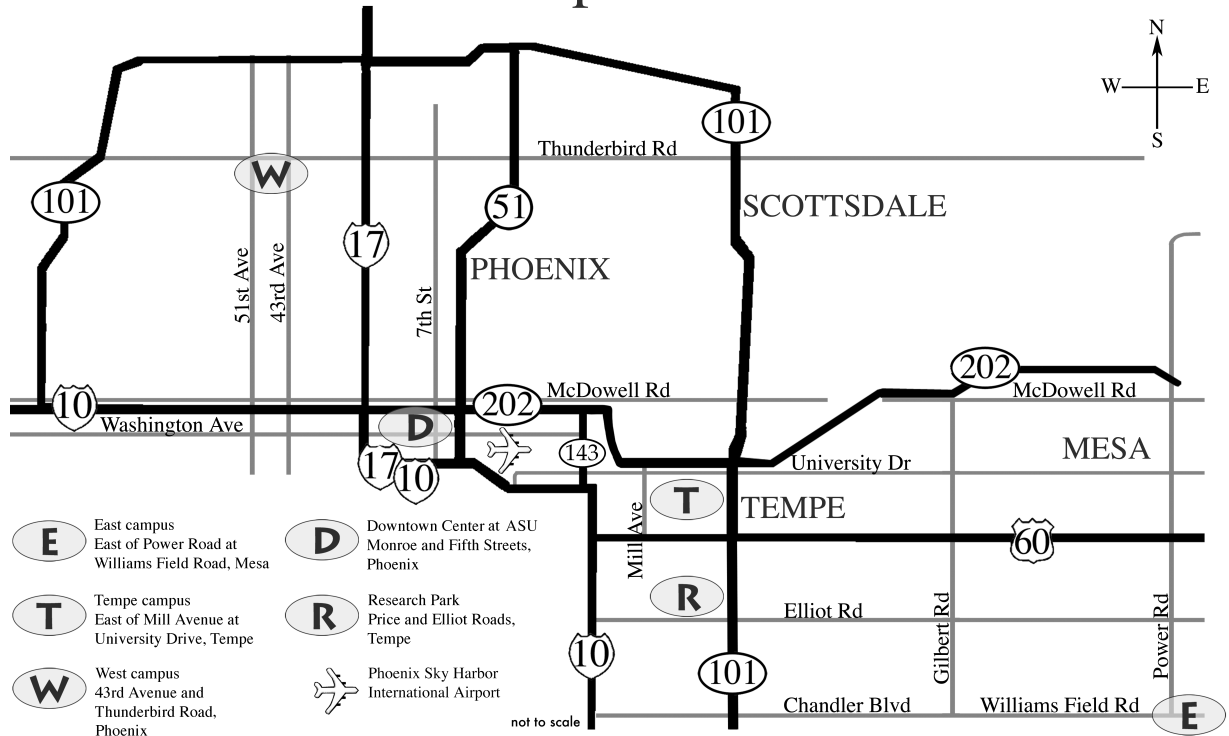 N
W E
S
101
Thunderbird Rd
W
101
51
SCOTTSDALE
17
PHOENIX
51st Ave
43rd Ave
7th St
202
McDowell Rd
202
McDowell Rd
10
Washington Ave
D
143
MESA
17
10
University Dr
T
TEMPE
Mill Ave
60
R
Elliot Rd
Gilbert Rd
Power Rd
10
101
Chandler Blvd
Williams Field Rd
E
not to scale
E
East campus
East of Power Road at
Williams Field Road, Mesa
T
Tempe campus
East of Mill Avenue at
University Drive, Tempe
W
West campus
43rd Avenue and
Thunderbird Road,
Phoenix
D
Downtown Center at ASU
Monroe and Fifth Streets,
Phoenix
R
Research Park
Price and Elliot Roads,
Tempe
Phoenix Sky Harbor
International Airport